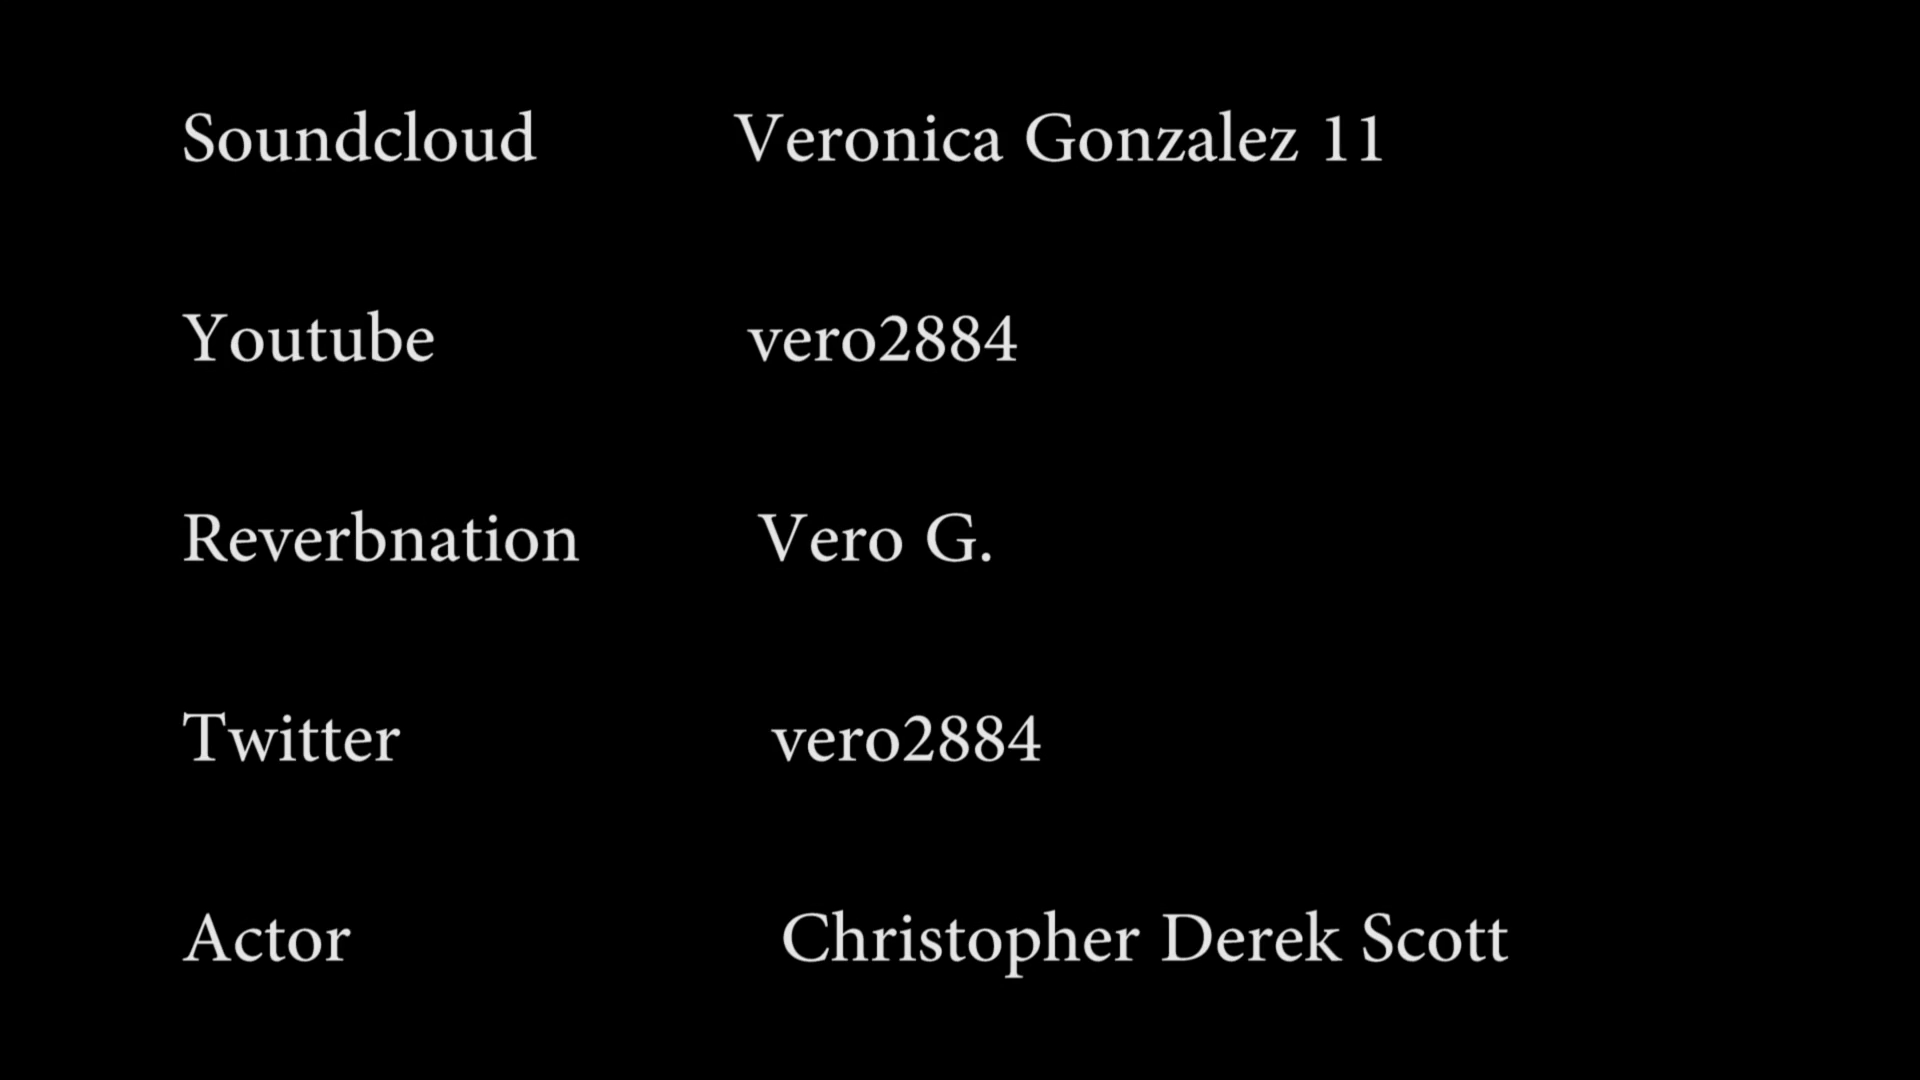 Soundcloud Veronica Gonzalez 11
Youtube vero2884
Reverbnation Vero G.
Twitter vero2884
Actor Christopher Derek Scott